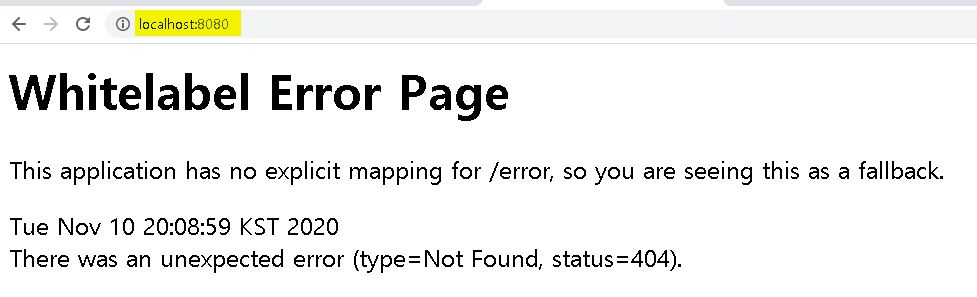 localhost:8080
Whitelabel Error Page
This application has no explicit mapping for /error, so you are seeing this as a fallback.
Tue Nov 10 20:08:59 KST 2020
There was an unexpected error (type=Not Found, status=404).